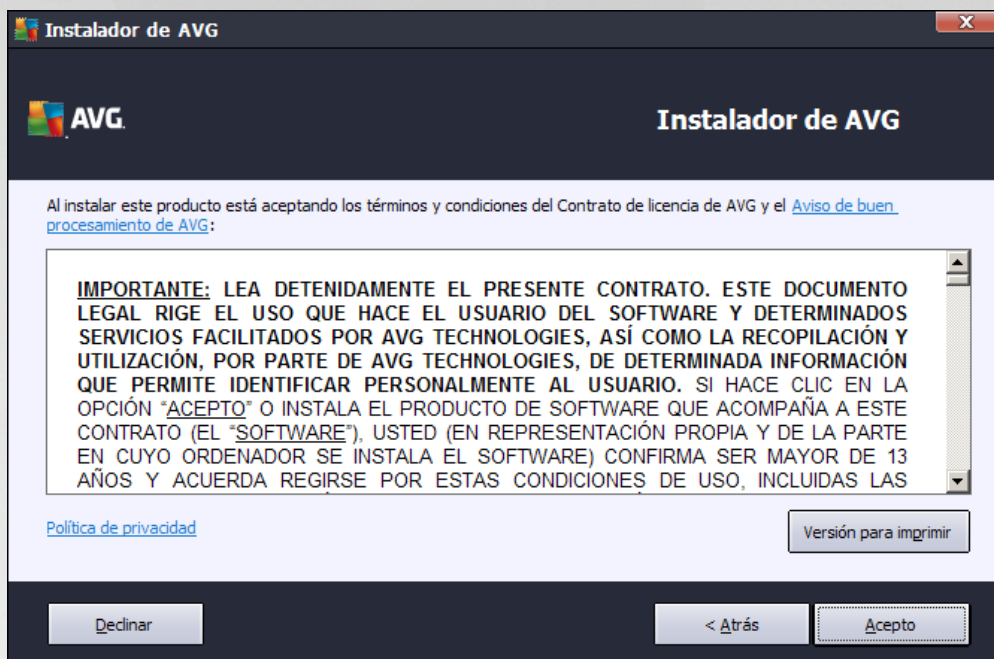 Instalador de AVG
X
AVG.
Instalador de AVG
Al instalar este producto está aceptando los términos y condiciones del Contrato de licencia de AVG y el Aviso de buen
procesamiento de AVG:
IMPORTANTE: LEA DETENIDAMENTE EL PRESENTE CONTRATO. ESTE DOCUMENTO
LEGAL RIGE EL USO QUE HACE EL USUARIO DEL SOFTWARE Y DETERMINADOS
SERVICIOS FACILITADOS POR AVG TECHNOLOGIES, ASÍ COMO LA RECOPILACIÓN Y
UTILIZACIÓN, POR PARTE DE AVG TECHNOLOGIES, DE DETERMINADA INFORMACIÓN
QUE PERMITE IDENTIFICAR PERSONALMENTE AL USUARIO. SI HACE CLIC EN LA
OPCIÓN “ACEPTO” O INSTALA EL PRODUCTO DE SOFTWARE QUE ACOMPAÑA A ESTE
CONTRATO (EL “SOFTWARE”), USTED (EN REPRESENTACIÓN PROPIA Y DE LA PARTE
EN CUYO ORDENADOR SE INSTALA EL SOFTWARE) CONFIRMA SER MAYOR DE 13
AÑOS Y ACUERDA REGIRSE POR ESTAS CONDICIONES DE USO, INCLUIDAS LAS
Política de privacidad
Versión para imprimir
Declinar
< Atrás
Acepto